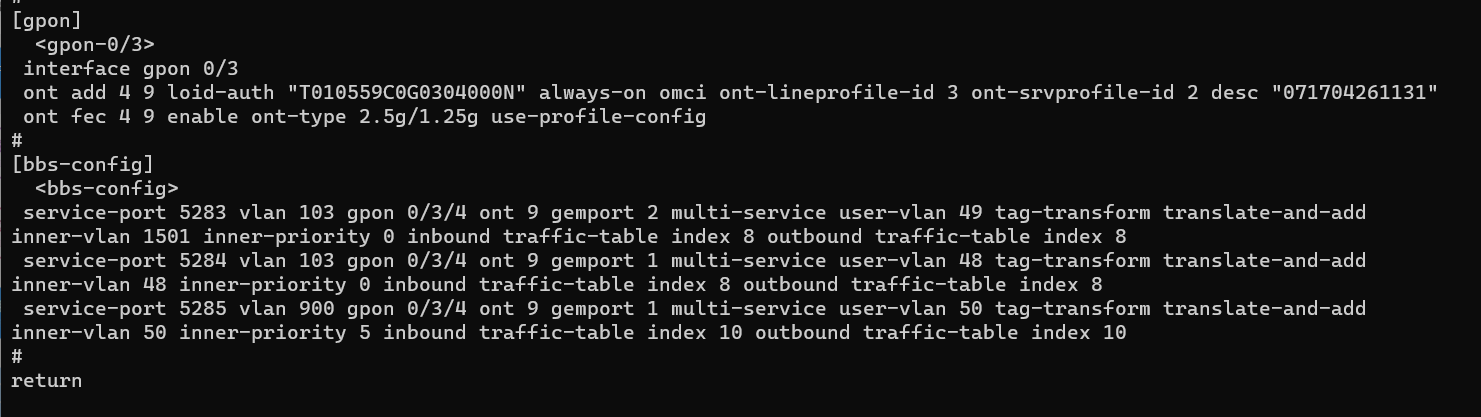 #
[gpon]
  <gpon-0/3>
 interface gpon 0/3
 ont add 4 9 loid-auth "T010559C0G0304000N" always-on omci ont-lineprofile-id 3 ont-srvprofile-id 2 desc "071704261131"
 ont fec 4 9 enable ont-type 2.5g/1.25g use-profile-config
#
[bbs-config]
  <bbs-config>
 service-port 5283 vlan 103 gpon 0/3/4 ont 9 gemport 2 multi-service user-vlan 49 tag-transform translate-and-add
inner-vlan 1501 inner-priority 0 inbound traffic-table index 8 outbound traffic-table index 8
 service-port 5284 vlan 103 gpon 0/3/4 ont 9 gemport 1 multi-service user-vlan 48 tag-transform translate-and-add
inner-vlan 48 inner-priority 0 inbound traffic-table index 8 outbound traffic-table index 8
 service-port 5285 vlan 900 gpon 0/3/4 ont 9 gemport 1 multi-service user-vlan 50 tag-transform translate-and-add
inner-vlan 50 inner-priority 5 inbound traffic-table index 10 outbound traffic-table index 10
#
return